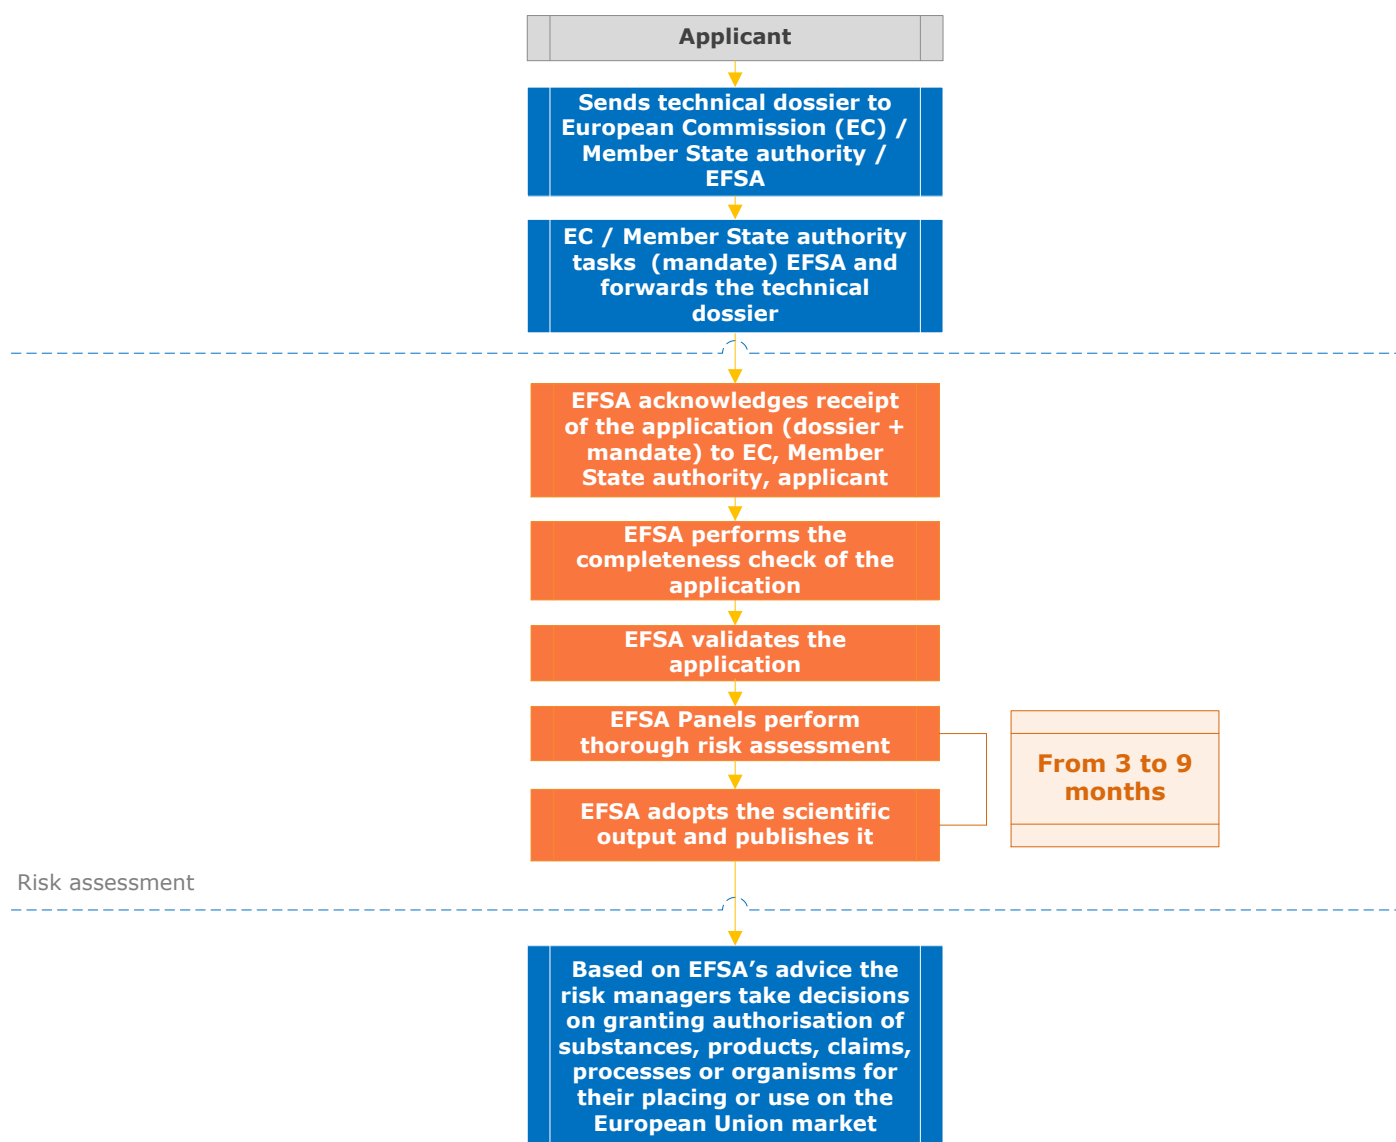 Applicant
Sends technical dossier to
European Commission (EC) /
Member State authority /
EFSA
EC / Member State authority
tasks  (mandate) EFSA and
forwards the technical
dossier
EFSA acknowledges receipt
of the application (dossier +
mandate) to EC, Member
State authority, applicant
EFSA performs the
completeness check of the
application
EFSA validates the
application
EFSA Panels perform
thorough risk assessment
From 3 to 9
months
EFSA adopts the scientific
output and publishes it
Risk assessment
Based on EFSA’s advice the
risk managers take decisions
on granting authorisation of
substances, products, claims,
processes or organisms for
their placing or use on the
European Union market